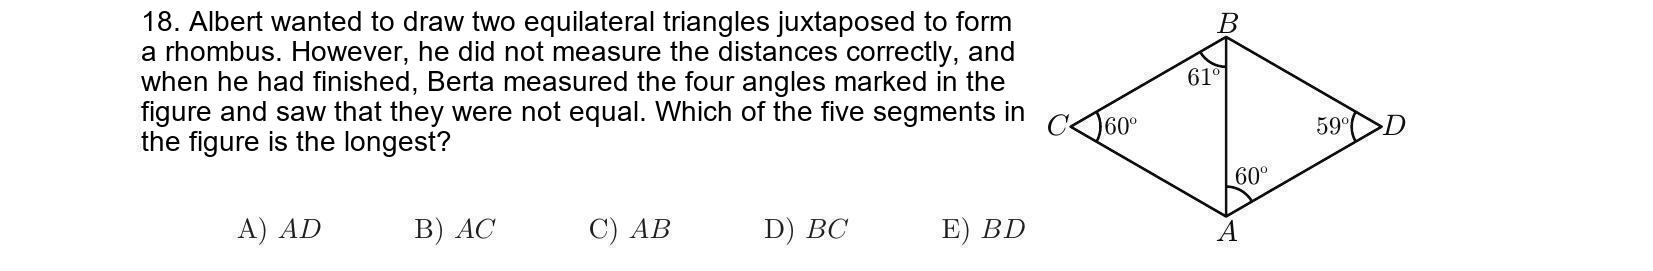 18. Albert wanted to draw two equilateral triangles juxtaposed to form
a rhombus. However, he did not measure the distances correctly, and
when he had finished, Berta measured the four angles marked in the
figure and saw that they were not equal. Which of the five segments in
the figure is the longest?
A) AD B) AC C) AB D) BC E) BD
B
61°
C 60° 59° D
60°
A